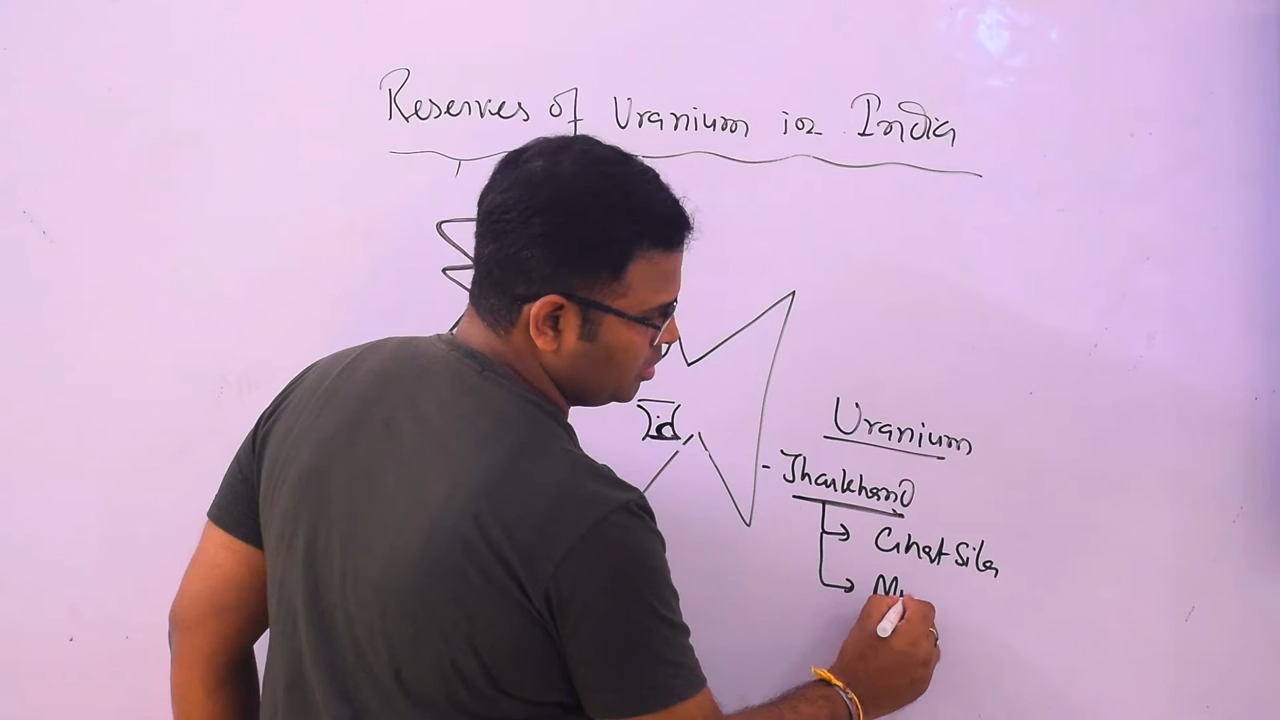 Reserves of Uranium in India
Uranium
- Jharkhand
→ Ghatsila
→ M